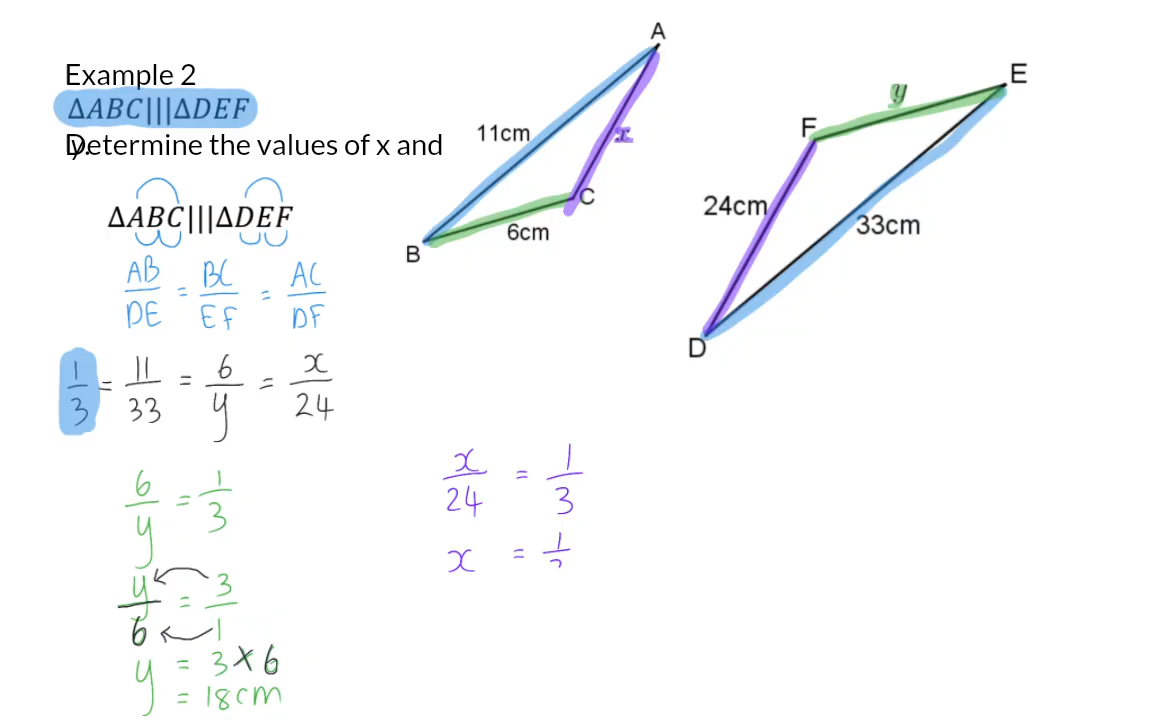 Example 2
ΔABC|||ΔDEF
Determine the values of x and
y.
ΔABC|||ΔDEF
AB/DE = BC/EF = AC/DF
1/3 = 11/33 = 6/y = x/24
6/y = 1/3
y/6 = 3/1
y = 3 × 6
= 18cm
x/24 = 1/3
x = 1/
A
11cm
x
C
6cm
B
E
y
F
24cm
33cm
D